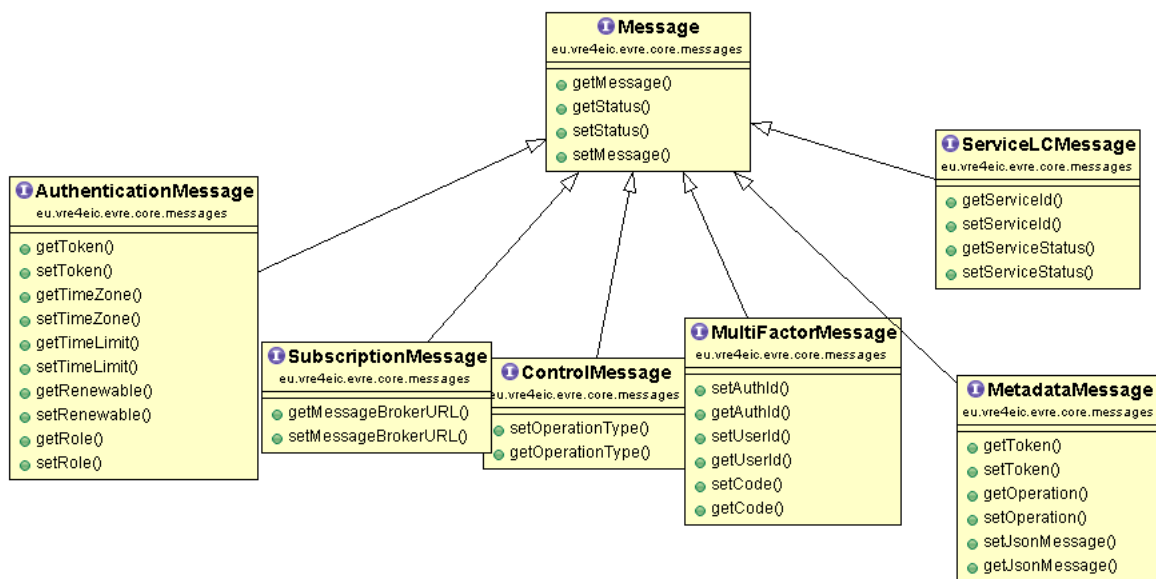 Message
eu.vre4eic.evre.core.messages
getMessage()
getStatus()
setStatus()
setMessage()
ServiceLCMessage
eu.vre4eic.evre.core.messages
getServiceId()
setServiceId()
getServiceStatus()
setServiceStatus()
AuthenticationMessage
eu.vre4eic.evre.core.messages
getToken()
setToken()
getTimeZone()
setTimeZone()
getTimeLimit()
setTimeLimit()
getRenewable()
setRenewable()
getRole()
setRole()
SubscriptionMessage
eu.vre4eic.evre.core.messages
getMessageBrokerURL()
setMessageBrokerURL()
ControlMessage
eu.vre4eic.evre.core.messages
setOperationType()
getOperationType()
MultiFactorMessage
eu.vre4eic.evre.core.messages
setAuthId()
getAuthId()
setUserId()
getUserId()
setCode()
getCode()
MetadataMessage
eu.vre4eic.evre.core.messages
getToken()
setToken()
getOperation()
setOperation()
setJsonMessage()
getJsonMessage()